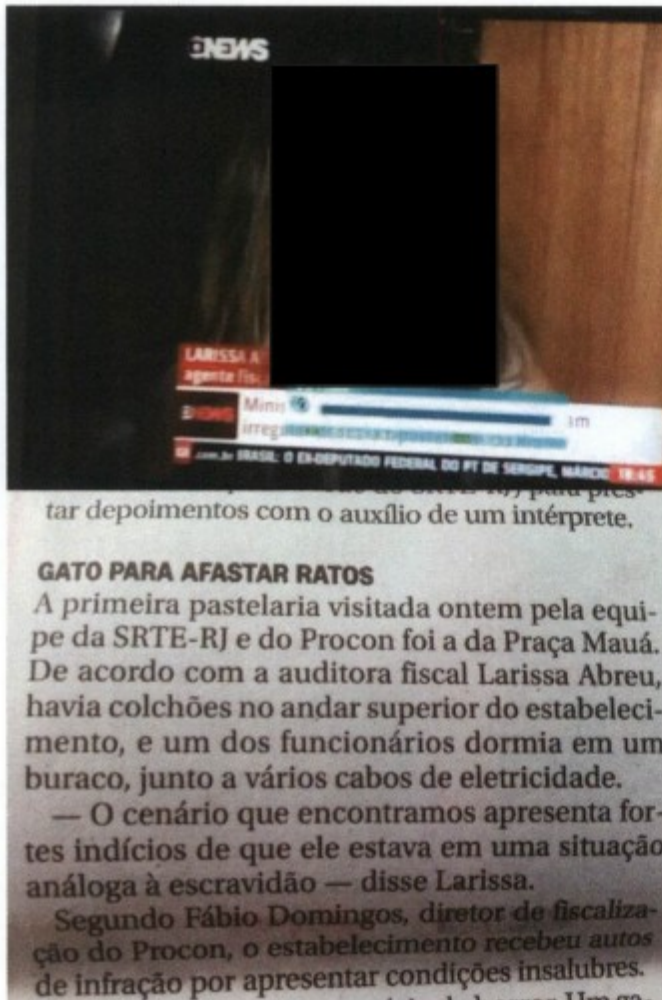 NEWS
LARISSA A
agente fis
Minis
im
irreg
.com.br BRASIL: O EX-DEPUTADO FEDERAL DO PT DE SERGIPE, MÁRCIO 18:45
tar depoimentos com o auxílio de um intérprete.
GATO PARA AFASTAR RATOS
A primeira pastelaria visitada ontem pela equi-
pe da SRTE-RJ e do Procon foi a da Praça Mauá.
De acordo com a auditora fiscal Larissa Abreu,
havia colchões no andar superior do estabeleci-
mento, e um dos funcionários dormia em um
buraco, junto a vários cabos de eletricidade.
— O cenário que encontramos apresenta for-
tes indícios de que ele estava em uma situação
análoga à escravidão — disse Larissa.
Segundo Fábio Domingos, diretor de fiscaliza-
ção do Procon, o estabelecimento recebeu autos
de infração por apresentar condições insalubres.